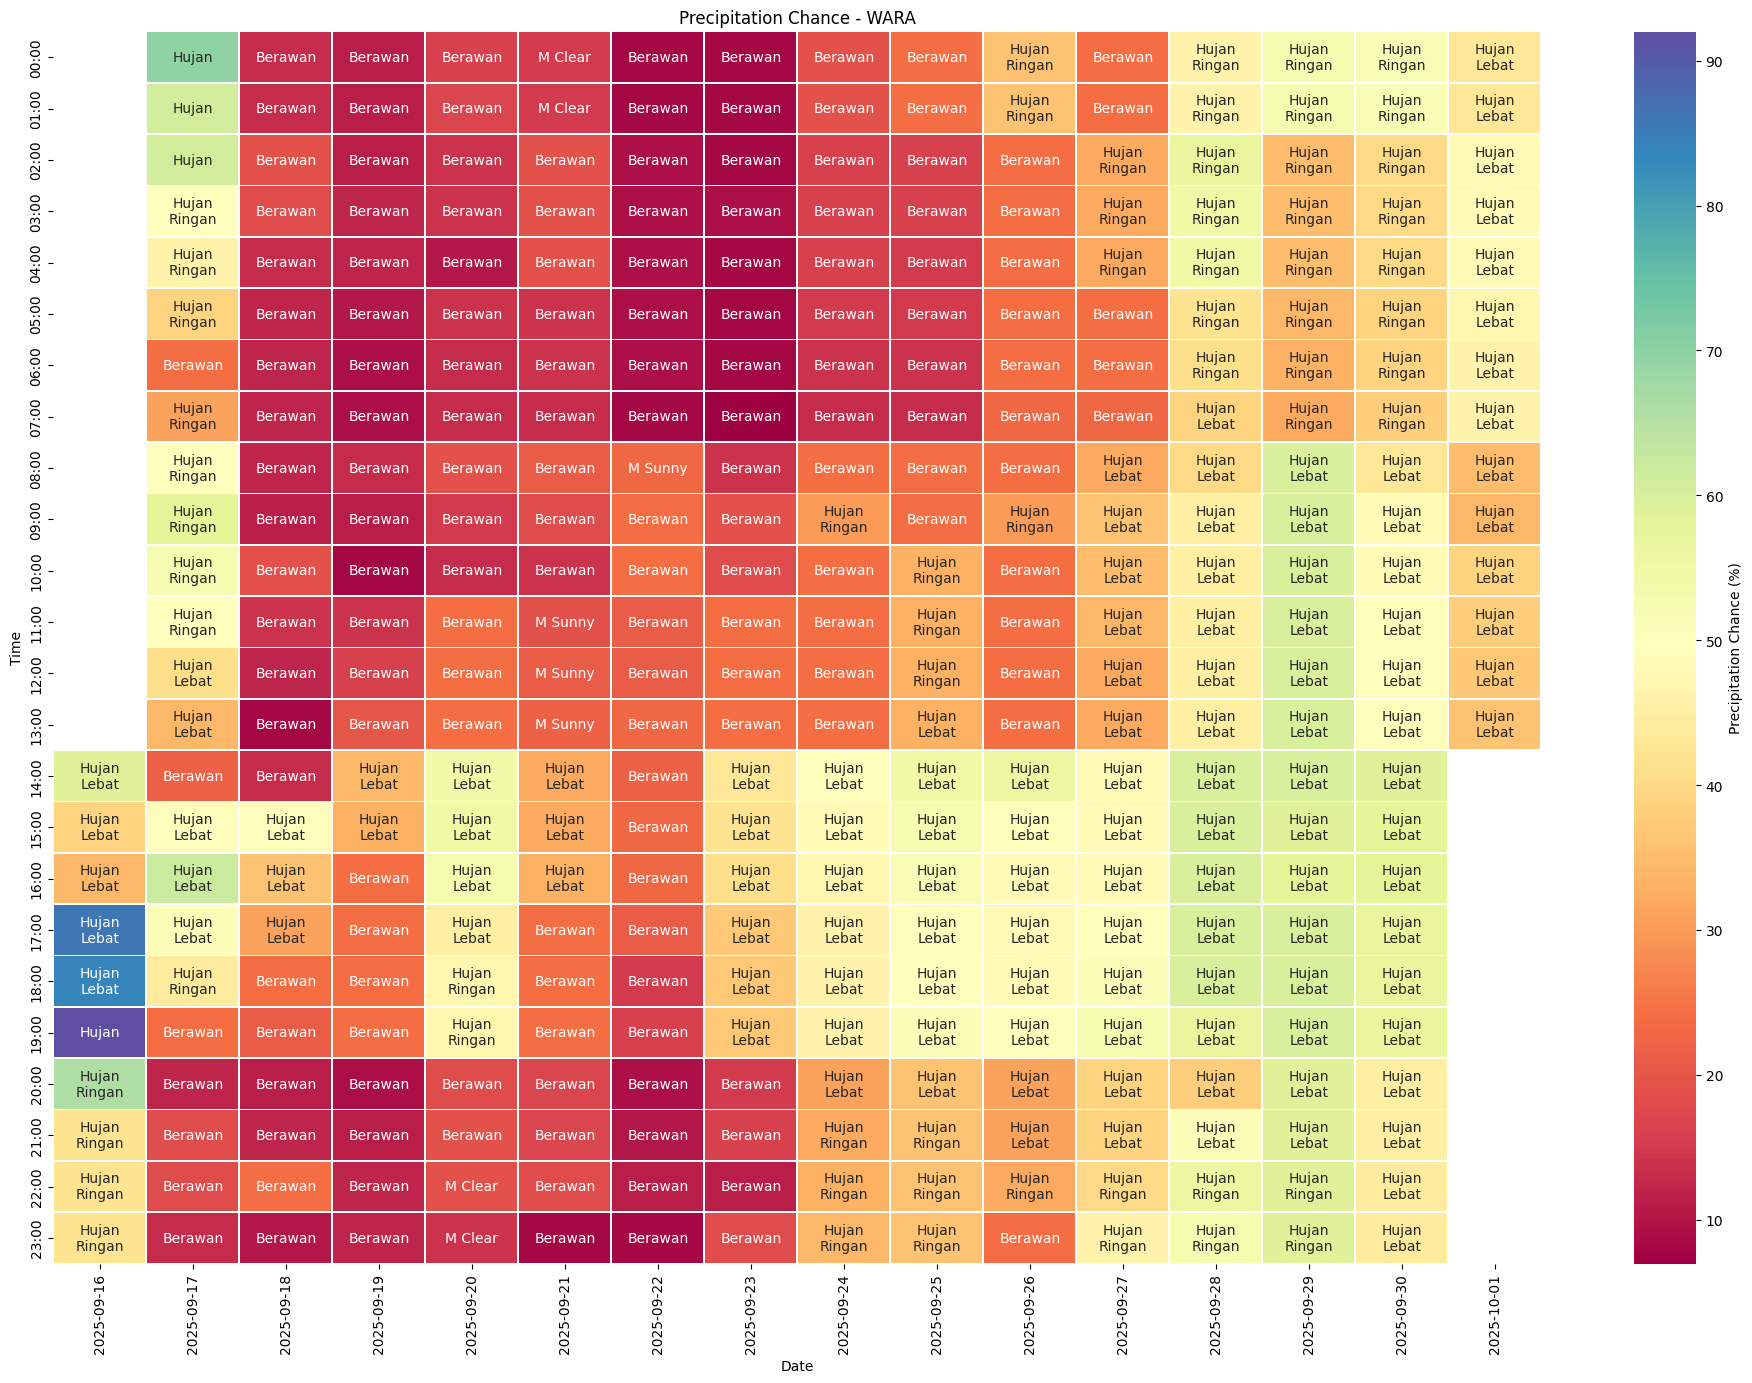 Precipitation Chance - WARA
00:00 Hujan Berawan Berawan Berawan M Clear Berawan Berawan Berawan Berawan Hujan Ringan Berawan Hujan Ringan Hujan Ringan Hujan Ringan Hujan Lebat
01:00 Hujan Berawan Berawan Berawan M Clear Berawan Berawan Berawan Berawan Hujan Ringan Berawan Hujan Ringan Hujan Ringan Hujan Ringan Hujan Lebat
02:00 Hujan Berawan Berawan Berawan Berawan Berawan Berawan Berawan Berawan Berawan Hujan Ringan Hujan Ringan Hujan Ringan Hujan Ringan Hujan Lebat
03:00 Hujan Ringan Berawan Berawan Berawan Berawan Berawan Berawan Berawan Berawan Berawan Hujan Ringan Hujan Ringan Hujan Ringan Hujan Ringan Hujan Lebat
04:00 Hujan Ringan Berawan Berawan Berawan Berawan Berawan Berawan Berawan Berawan Berawan Hujan Ringan Hujan Ringan Hujan Ringan Hujan Ringan Hujan Lebat
05:00 Hujan Ringan Berawan Berawan Berawan Berawan Berawan Berawan Berawan Berawan Berawan Berawan Hujan Ringan Hujan Ringan Hujan Ringan Hujan Lebat
06:00 Berawan Berawan Berawan Berawan Berawan Berawan Berawan Berawan Berawan Berawan Berawan Hujan Ringan Hujan Ringan Hujan Ringan Hujan Lebat
07:00 Hujan Ringan Berawan Berawan Berawan Berawan Berawan Berawan Berawan Berawan Berawan Berawan Hujan Lebat Hujan Ringan Hujan Ringan Hujan Lebat
08:00 Hujan Ringan Berawan Berawan Berawan Berawan M Sunny Berawan Berawan Berawan Berawan Hujan Lebat Hujan Lebat Hujan Lebat Hujan Lebat Hujan Lebat
09:00 Hujan Ringan Berawan Berawan Berawan Berawan Berawan Berawan Hujan Ringan Berawan Hujan Ringan Hujan Lebat Hujan Lebat Hujan Lebat Hujan Lebat Hujan Lebat
10:00 Hujan Ringan Berawan Berawan Berawan Berawan Berawan Berawan Berawan Hujan Ringan Berawan Hujan Lebat Hujan Lebat Hujan Lebat Hujan Lebat Hujan Lebat
11:00 Hujan Ringan Berawan Berawan Berawan M Sunny Berawan Berawan Berawan Hujan Ringan Berawan Hujan Lebat Hujan Lebat Hujan Lebat Hujan Lebat Hujan Lebat
12:00 Hujan Lebat Berawan Berawan Berawan M Sunny Berawan Berawan Berawan Hujan Ringan Berawan Hujan Lebat Hujan Lebat Hujan Lebat Hujan Lebat Hujan Lebat
13:00 Hujan Lebat Berawan Berawan Berawan M Sunny Berawan Berawan Berawan Hujan Lebat Berawan Hujan Lebat Hujan Lebat Hujan Lebat Hujan Lebat Hujan Lebat
14:00 Hujan Lebat Berawan Berawan Hujan Lebat Hujan Lebat Hujan Lebat Berawan Hujan Lebat Hujan Lebat Hujan Lebat Hujan Lebat Hujan Lebat Hujan Lebat Hujan Lebat Hujan Lebat
15:00 Hujan Lebat Hujan Lebat Hujan Lebat Hujan Lebat Hujan Lebat Hujan Lebat Berawan Hujan Lebat Hujan Lebat Hujan Lebat Hujan Lebat Hujan Lebat Hujan Lebat Hujan Lebat Hujan Lebat
16:00 Hujan Lebat Hujan Lebat Hujan Lebat Berawan Hujan Lebat Hujan Lebat Berawan Hujan Lebat Hujan Lebat Hujan Lebat Hujan Lebat Hujan Lebat Hujan Lebat Hujan Lebat Hujan Lebat
17:00 Hujan Lebat Hujan Lebat Hujan Lebat Berawan Hujan Lebat Berawan Berawan Hujan Lebat Hujan Lebat Hujan Lebat Hujan Lebat Hujan Lebat Hujan Lebat Hujan Lebat Hujan Lebat
18:00 Hujan Lebat Hujan Ringan Berawan Berawan Hujan Ringan Berawan Berawan Hujan Lebat Hujan Lebat Hujan Lebat Hujan Lebat Hujan Lebat Hujan Lebat Hujan Lebat Hujan Lebat
19:00 Hujan Berawan Berawan Berawan Hujan Ringan Berawan Berawan Hujan Lebat Hujan Lebat Hujan Lebat Hujan Lebat Hujan Lebat Hujan Lebat Hujan Lebat Hujan Lebat
20:00 Hujan Ringan Berawan Berawan Berawan Berawan Berawan Berawan Berawan Hujan Lebat Hujan Lebat Hujan Lebat Hujan Lebat Hujan Lebat Hujan Lebat Hujan Lebat
21:00 Hujan Ringan Berawan Berawan Berawan Berawan Berawan Berawan Berawan Hujan Ringan Hujan Ringan Hujan Lebat Hujan Lebat Hujan Lebat Hujan Lebat Hujan Lebat
22:00 Hujan Ringan Berawan Berawan Berawan M Clear Berawan Berawan Berawan Hujan Ringan Hujan Ringan Hujan Ringan Hujan Ringan Hujan Ringan Hujan Ringan Hujan Lebat
23:00 Hujan Ringan Berawan Berawan Berawan M Clear Berawan Berawan Berawan Hujan Ringan Hujan Ringan Berawan Hujan Ringan Hujan Ringan Hujan Ringan Hujan Lebat
Time
2025-09-16 2025-09-17 2025-09-18 2025-09-19 2025-09-20 2025-09-21 2025-09-22 2025-09-23 2025-09-24 2025-09-25 2025-09-26 2025-09-27 2025-09-28 2025-09-29 2025-09-30 2025-10-01
Date
90
80
70
60
50
40
30
20
10
Precipitation Chance (%)